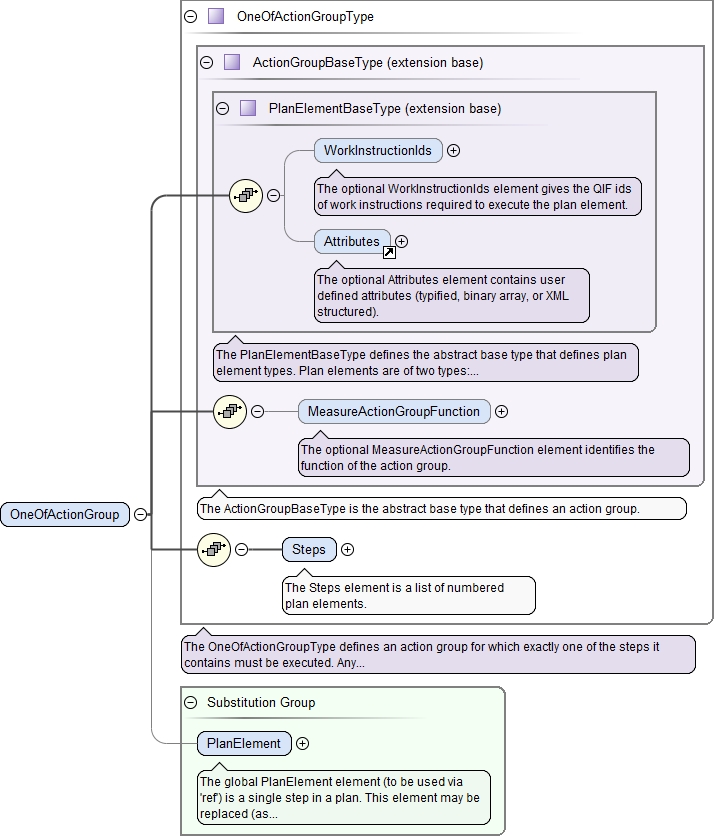 OneOfActionGroupType
ActionGroupBaseType (extension base)
PlanElementBaseType (extension base)
WorkInstructionIds
The optional WorkInstructionIds element gives the QIF ids
of work instructions required to execute the plan element.
Attributes
The optional Attributes element contains user
defined attributes (typified, binary array, or XML
structured).
The PlanElementBaseType defines the abstract base type that defines plan
element types. Plan elements are of two types:...
MeasureActionGroupFunction
The optional MeasureActionGroupFunction element identifies the
function of the action group.
The ActionGroupBaseType is the abstract base type that defines an action group.
OneOfActionGroup
Steps
The Steps element is a list of numbered
plan elements.
The OneOfActionGroupType defines an action group for which exactly one of the steps it
contains must be executed. Any...
Substitution Group
PlanElement
The global PlanElement element (to be used via
'ref') is a single step in a plan. This element may be
replaced (as...